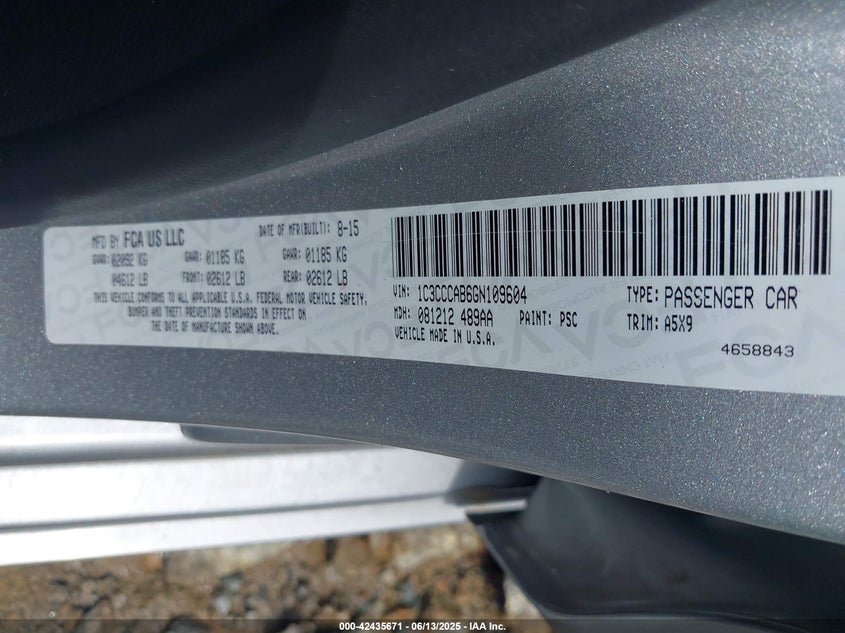 MFD BY FCA US LLC DATE OF MFR(BUILT): 8-15
GVWR: 02092 KG GAWR: 01185 KG GAWR: 01185 KG
04612 LB FRONT: 02612 LB REAR: 02612 LB
THIS VEHICLE CONFORMS TO ALL APPLICABLE U.S.A. FEDERAL MOTOR VEHICLE SAFETY,
BUMPER AND THEFT PREVENTION STANDARDS IN EFFECT ON
THE DATE OF MANUFACTURE SHOWN ABOVE.
VIN: 1C3CCCAB6GN109604 TYPE: PASSENGER CAR
MDH: 081212 489AA PAINT: PSC TRIM: A5X9
VEHICLE MADE IN U.S.A.
4658843
000-42435671 - 06/13/2025 - IAA Inc.